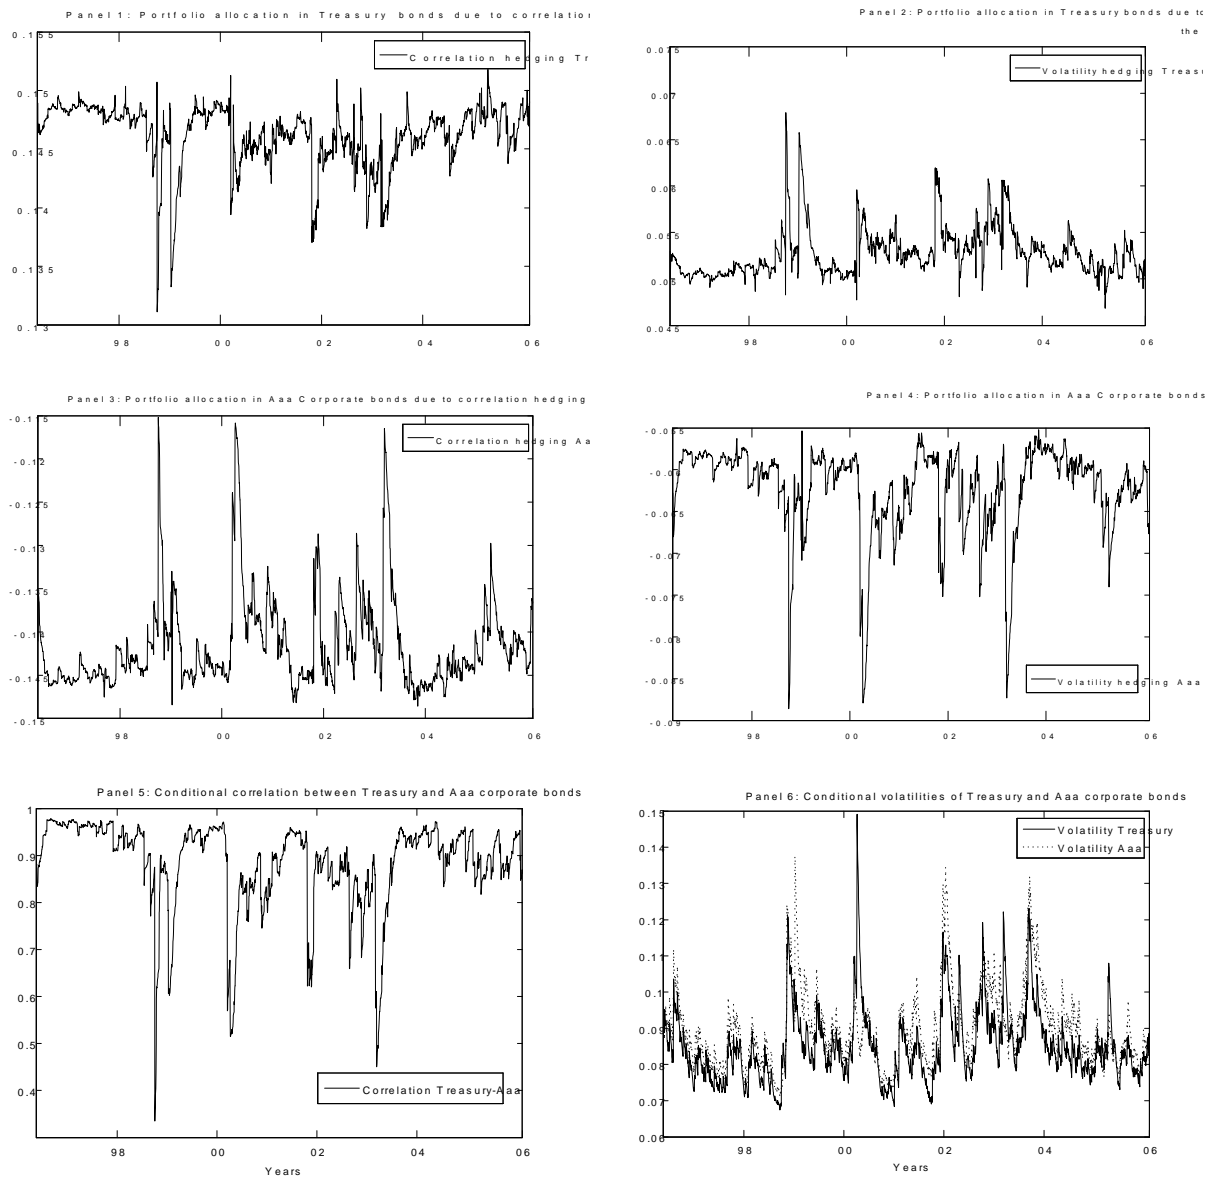 Panel 1: Portfolio allocation in Treasury bonds due to correlation
0.155
Correlation hedging Tr
0.15
0.145
0.14
0.135
0.13
98 00 02 04 06
Panel 2: Portfolio allocation in Treasury bonds due to
the
0.075
Volatility hedging Treasu
0.07
0.065
0.06
0.055
0.05
0.045
98 00 02 04 06
Panel 3: Portfolio allocation in Aaa Corporate bonds due to correlation hedging
-0.115
Correlation hedging Aa
-0.12
-0.125
-0.13
-0.135
-0.14
-0.145
-0.15
98 00 02 04 06
Panel 4: Portfolio allocation in Aaa Corporate bonds
-0.055
-0.06
-0.065
-0.07
-0.075
-0.08
-0.085
Volatility hedging Aaa
-0.09
98 00 02 04 06
Panel 5: Conditional correlation between Treasury and Aaa corporate bonds
1
0.9
0.8
0.7
0.6
0.5
0.4
Correlation Treasury-Aaa
98 00 02 04 06
Years
Panel 6: Conditional volatilities of Treasury and Aaa corporate bonds
0.15
Volatility Treasury
0.14
Volatility Aaa
0.13
0.12
0.11
0.1
0.09
0.08
0.07
0.06
98 00 02 04 06
Years